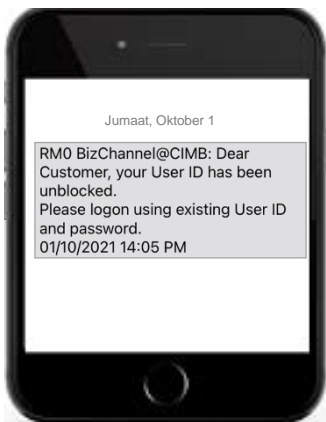 Jumaat, Oktober 1
RM0 BizChannel@CIMB: Dear
Customer, your User ID has been
unblocked.
Please logon using existing User ID
and password.
01/10/2021 14:05 PM